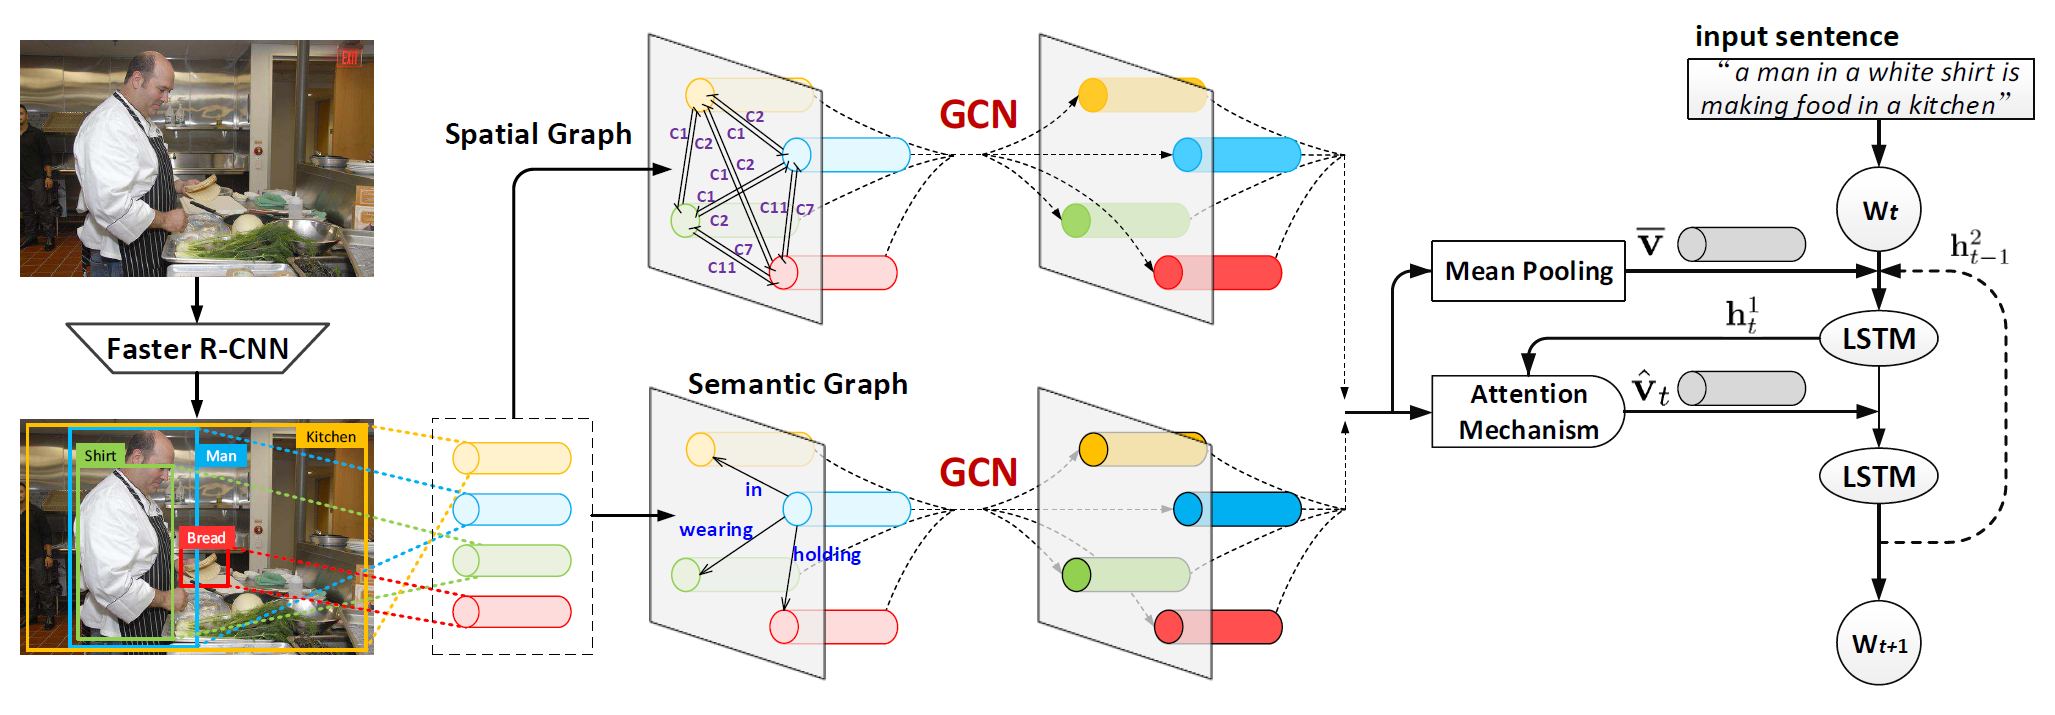 EXIT
Faster R-CNN
Kitchen
Shirt
Man
Bread
Spatial Graph
C1
C2
C2
C1
C1
C2
C1
C2
C11
C7
C7
C11
GCN
Semantic Graph
in
wearing
holding
GCN
Mean Pooling
Attention
Mechanism
v̅
v̂t
input sentence
“a man in a white shirt is
making food in a kitchen”
Wt
h²t−1
h¹t
LSTM
LSTM
Wt+1